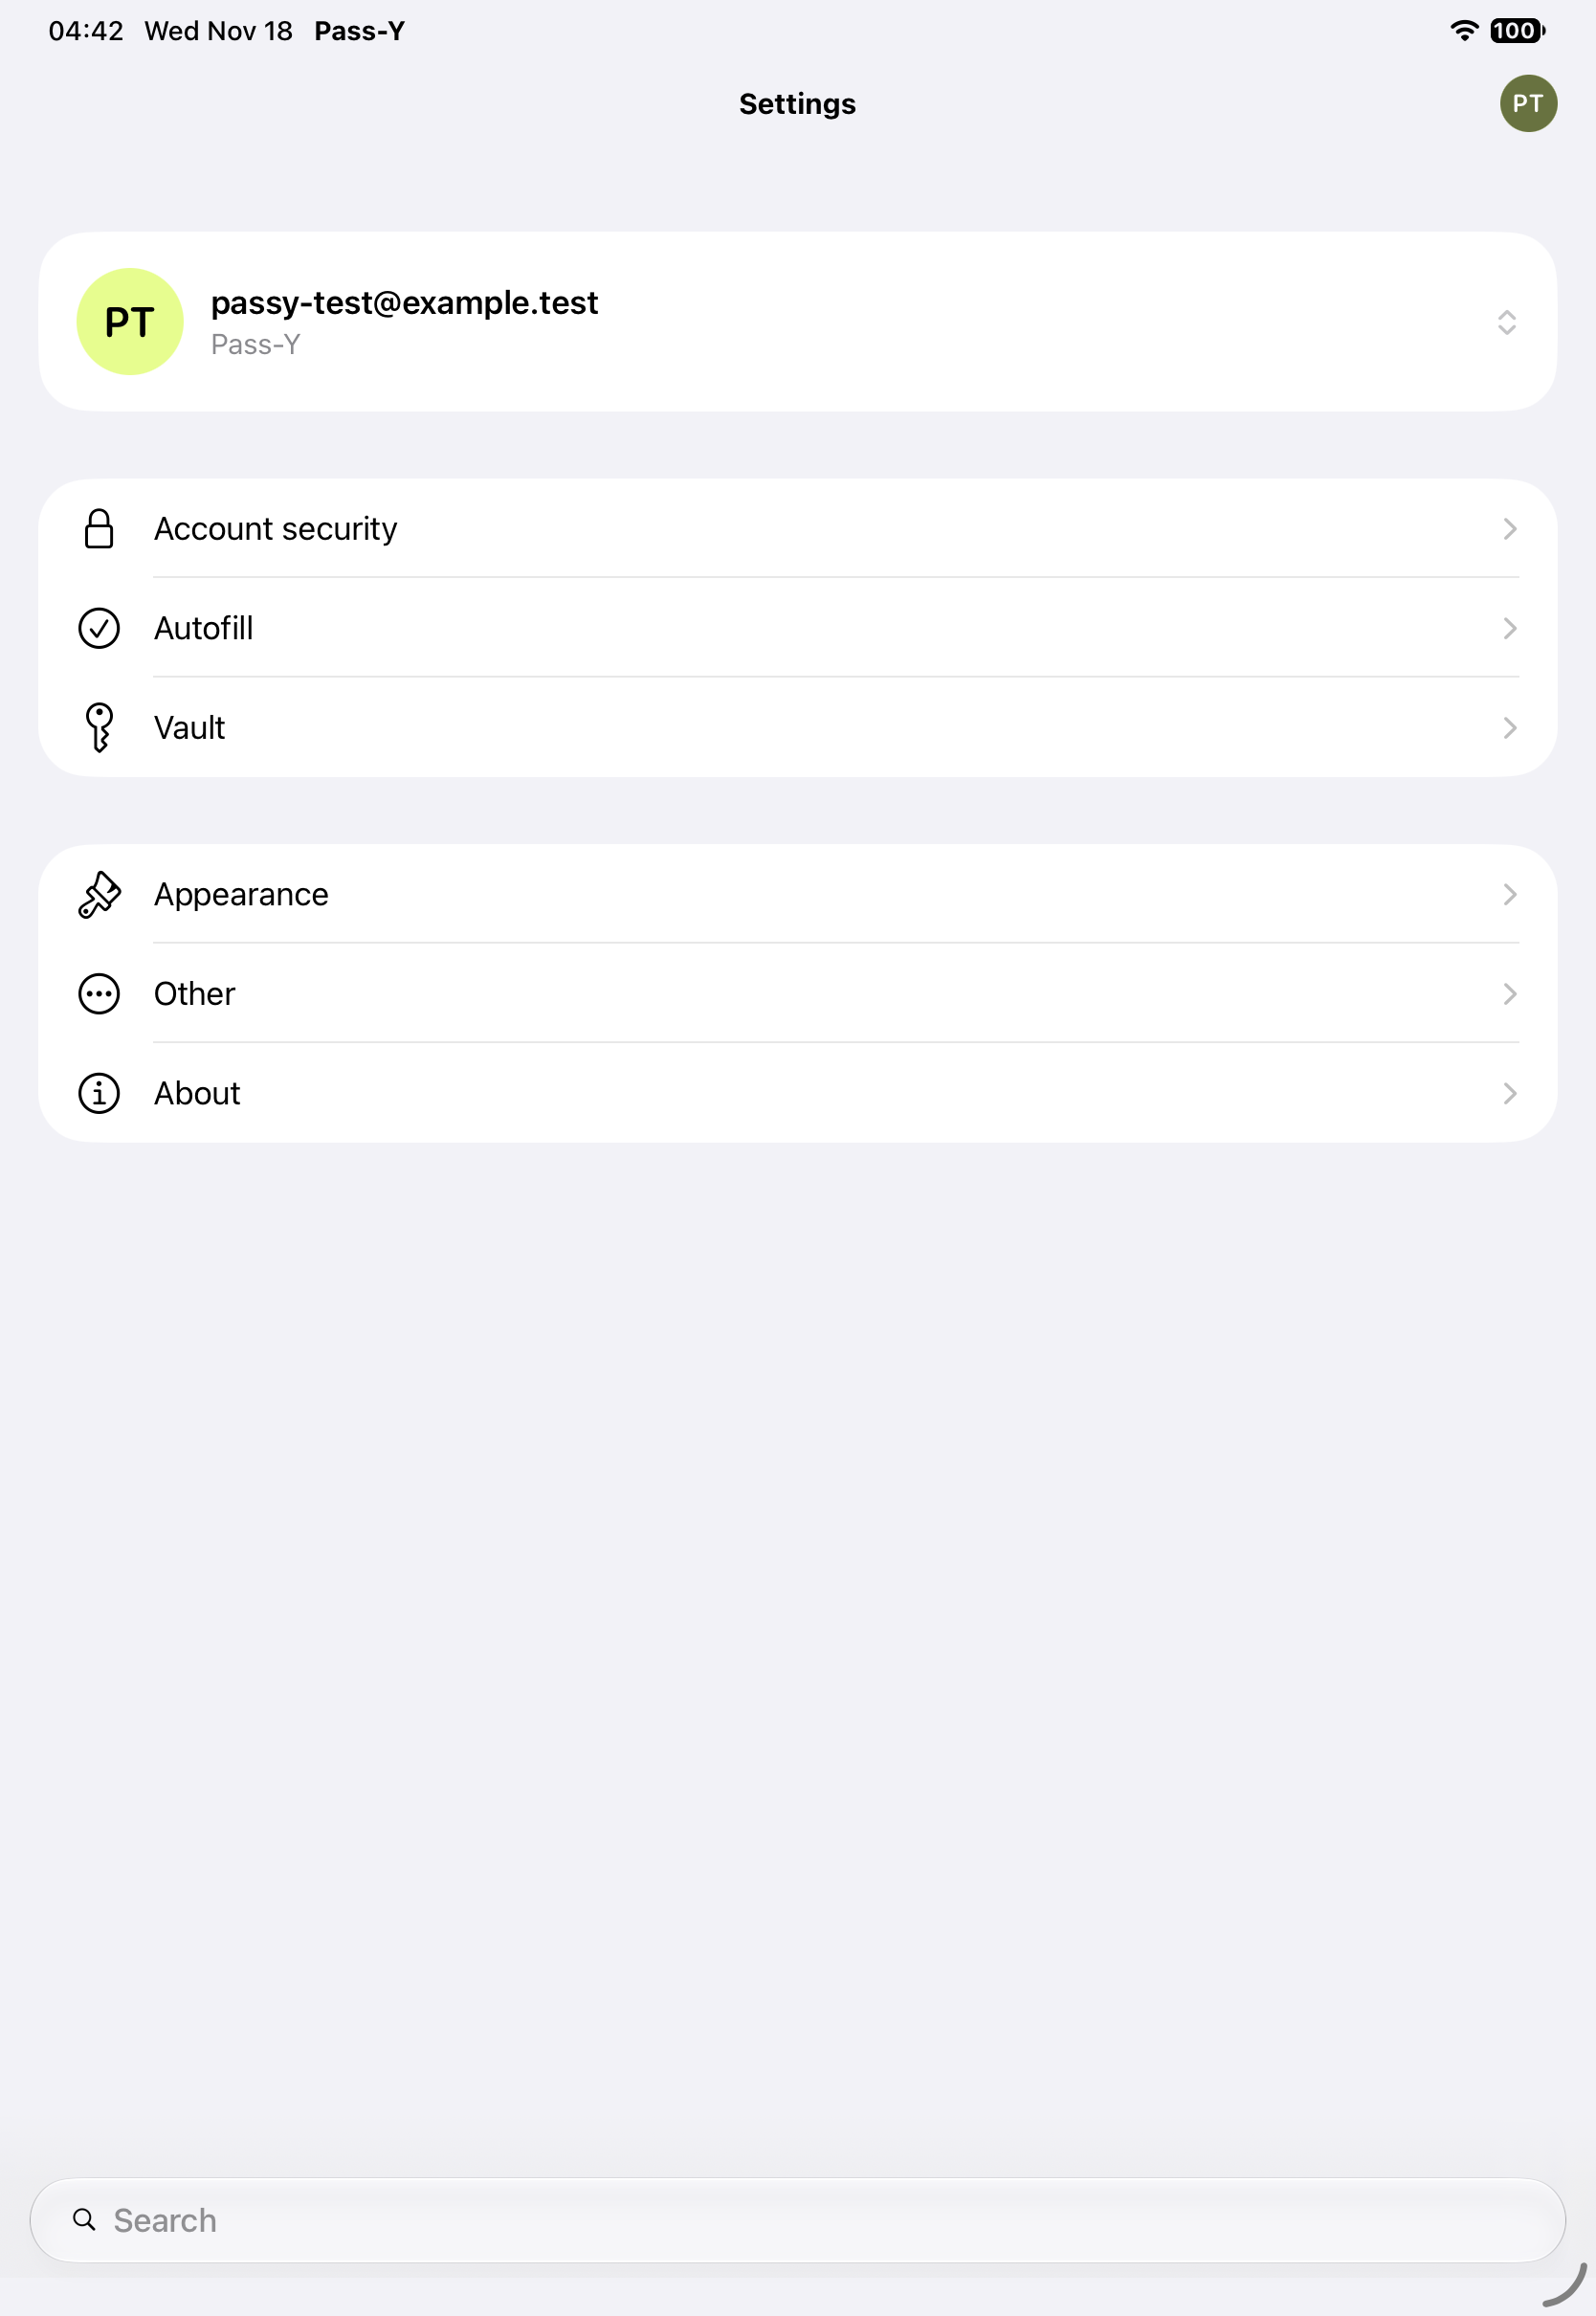 04:42 Wed Nov 18 Pass-Y
100
Settings
PT
PT
passy-test@example.test
Pass-Y
Account security
Autofill
Vault
Appearance
Other
About
Search